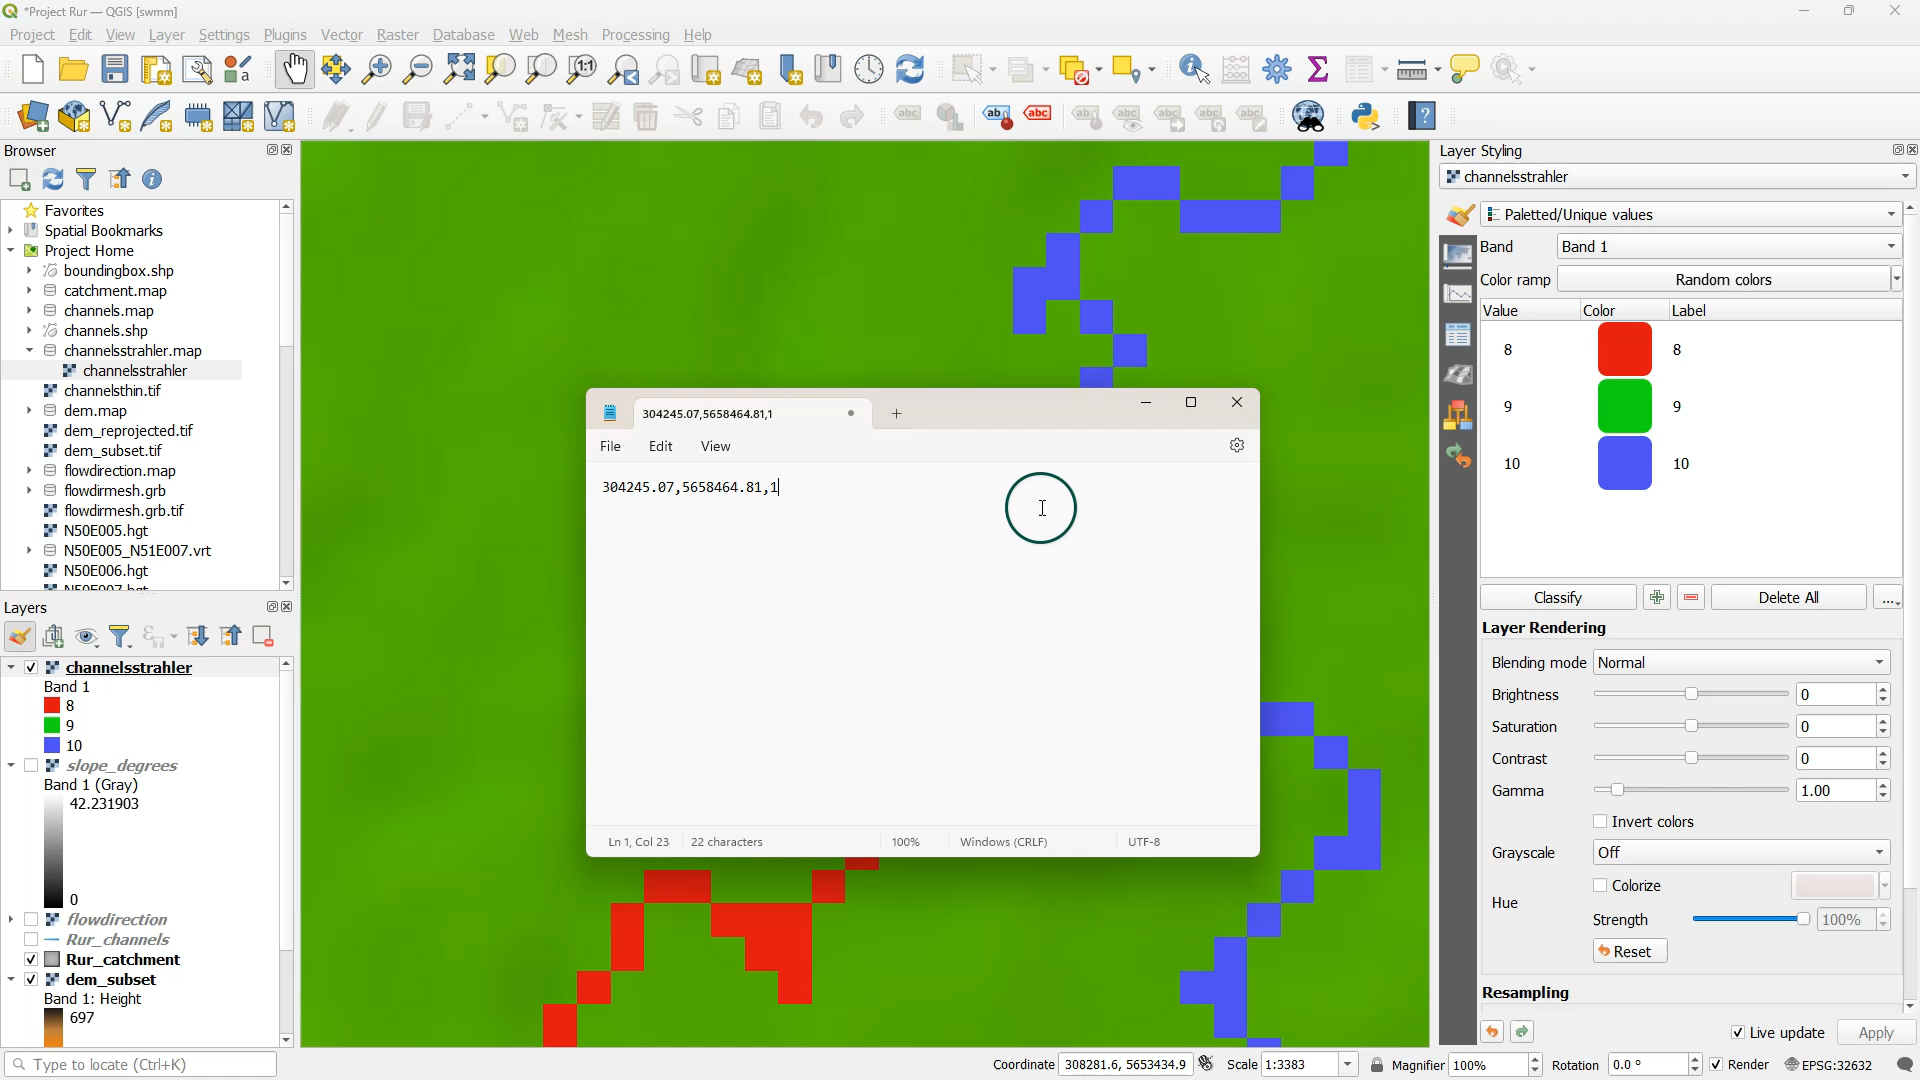 *Project Rur — QGIS [swmm]
Project Edit View Layer Settings Plugins Vector Raster Database Web Mesh Processing Help
Browser
Favorites
Spatial Bookmarks
Project Home
boundingbox.shp
catchment.map
channels.map
channels.shp
channelsstrahler.map
channelsstrahler
channelsthin.tif
dem.map
dem_reprojected.tif
dem_subset.tif
flowdirection.map
flowdirmesh.grb
flowdirmesh.grb.tif
N50E005.hgt
N50E005_N51E007.vrt
N50E006.hgt
N50E007.hgt
Layers
channelsstrahler
Band 1
8
9
10
slope_degrees
Band 1 (Gray)
42.231903
0
flowdirection
Rur_channels
Rur_catchment
dem_subset
Band 1: Height
697
304245.07,5658464.81,1
File Edit View
304245.07,5658464.81,1
Ln 1, Col 23 22 characters 100% Windows (CRLF) UTF-8
Layer Styling
channelsstrahler
Paletted/Unique values
Band Band 1
Color ramp Random colors
Value Color Label
8 8
9 9
10 10
Classify Delete All ...
Layer Rendering
Blending mode Normal
Brightness 0
Saturation 0
Contrast 0
Gamma 1.00
Invert colors
Grayscale Off
Hue Colorize
Strength 100%
Reset
Resampling
Live update Apply
Type to locate (Ctrl+K) Coordinate 308281.6, 5653434.9 Scale 1:3383 Magnifier 100% Rotation 0.0 ° Render EPSG:32632